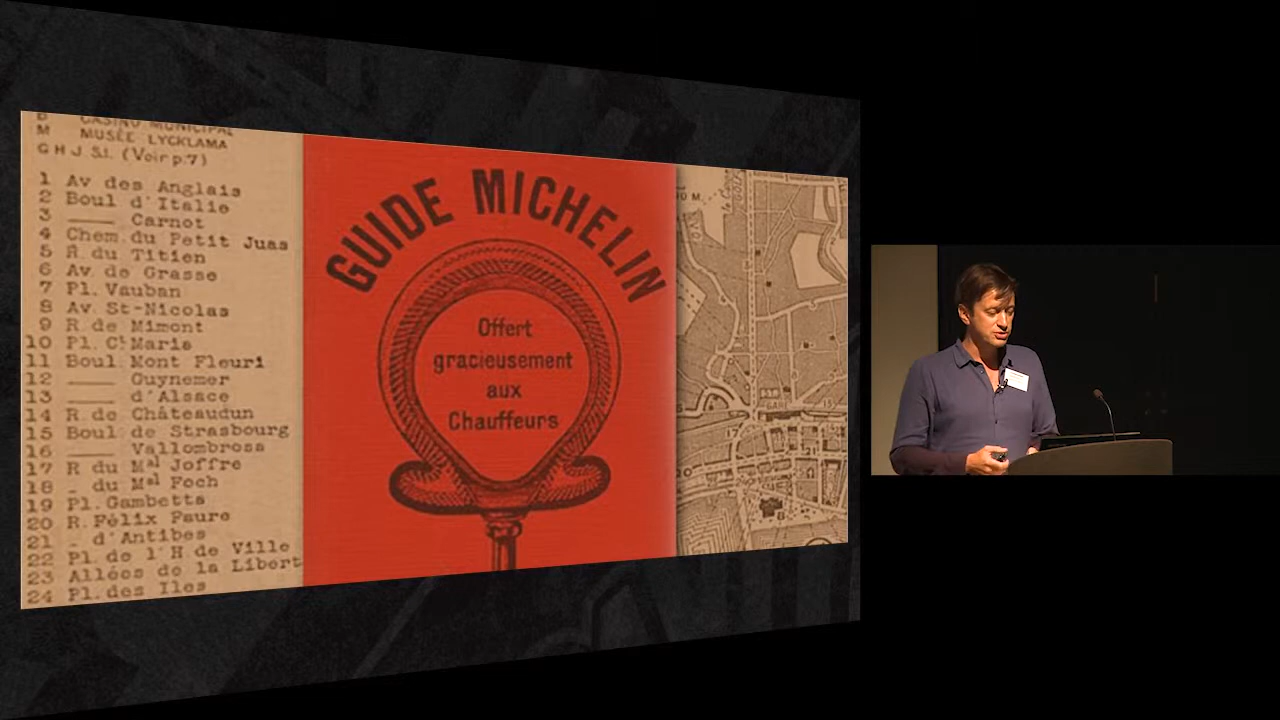 B CASINO MUNICIPAL
M MUSÉE LYCKLAMA
G H J S.I. (Voir p.7)
1 Av des Anglais
2 Boul d'Italie
3 —— Carnot
4 Chem. du Petit Juas
5 R. du Titien
6 Av. de Grasse
7 Pl. Vauban
8 Av St-Nicolas
9 R de Mimont
10 Pl. Ct Marie
11 Boul Mont Fleuri
12 —— Guynemer
13 —— d'Alsace
14 R de Châteaudun
15 Boul de Strasbourg
16 —— Vallombrosa
17 R du Mal Joffre
18 - du Mal Foch
19 Pl. Gambetta
20 R. Félix Faure
21 - d'Antibes
22 Pl. de l'H de Ville
23 Allées de la Libert
24 Pl. des Iles
GUIDE MICHELIN
Offert
gracieusement
aux
Chauffeurs
GARE